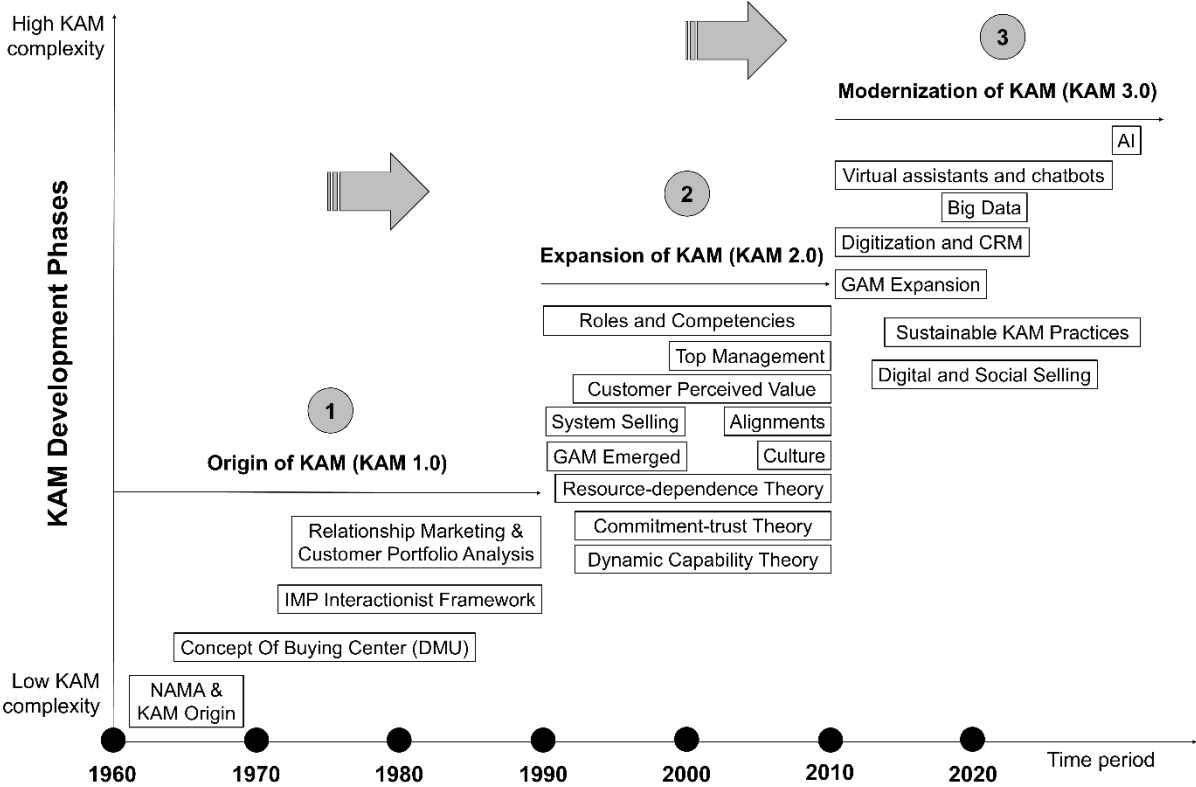 High KAM
complexity
3
Modernization of KAM (KAM 3.0)
AI
Virtual assistants and chatbots
Big Data
Digitization and CRM
GAM Expansion
Sustainable KAM Practices
Digital and Social Selling
2
Expansion of KAM (KAM 2.0)
Roles and Competencies
Top Management
Customer Perceived Value
System Selling
Alignments
GAM Emerged
Culture
Resource-dependence Theory
Commitment-trust Theory
Dynamic Capability Theory
1
Origin of KAM (KAM 1.0)
Relationship Marketing &
Customer Portfolio Analysis
IMP Interactionist Framework
Concept Of Buying Center (DMU)
NAMA &
KAM Origin
KAM Development Phases
Low KAM
complexity
1960
1970
1980
1990
2000
2010
2020
Time period